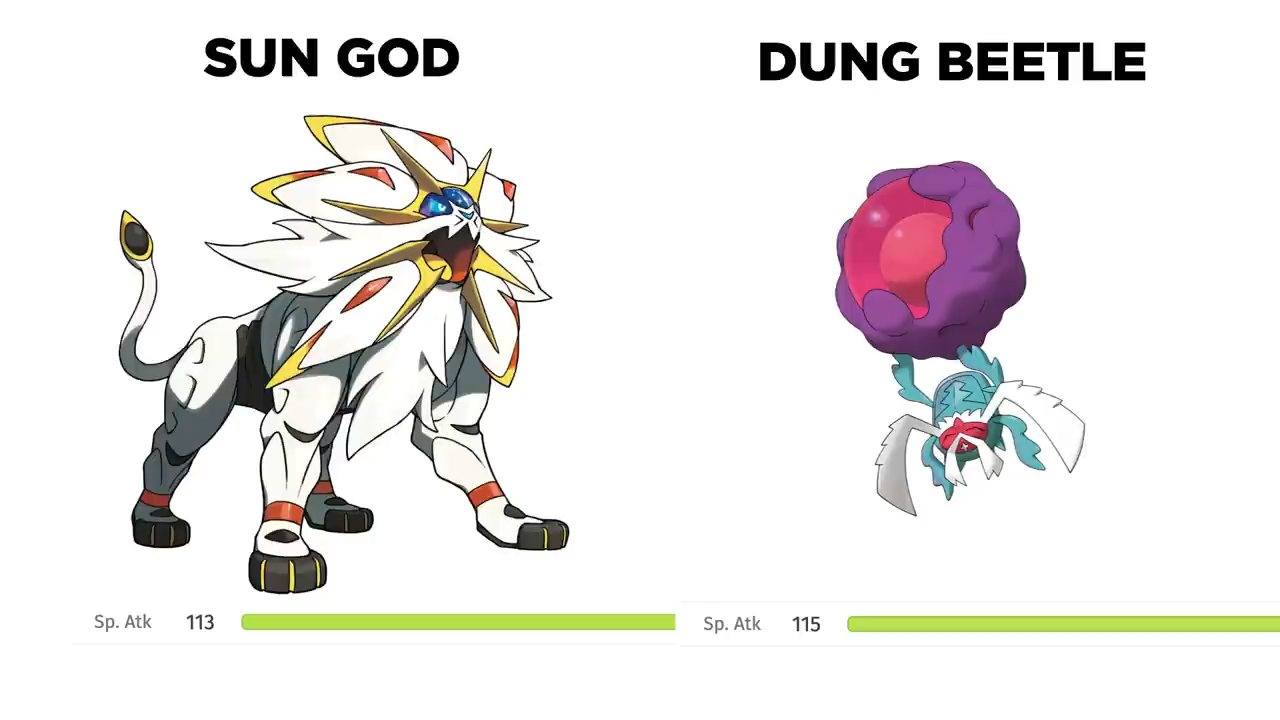 SUN GOD
DUNG BEETLE
Sp. Atk 113
Sp. Atk 115